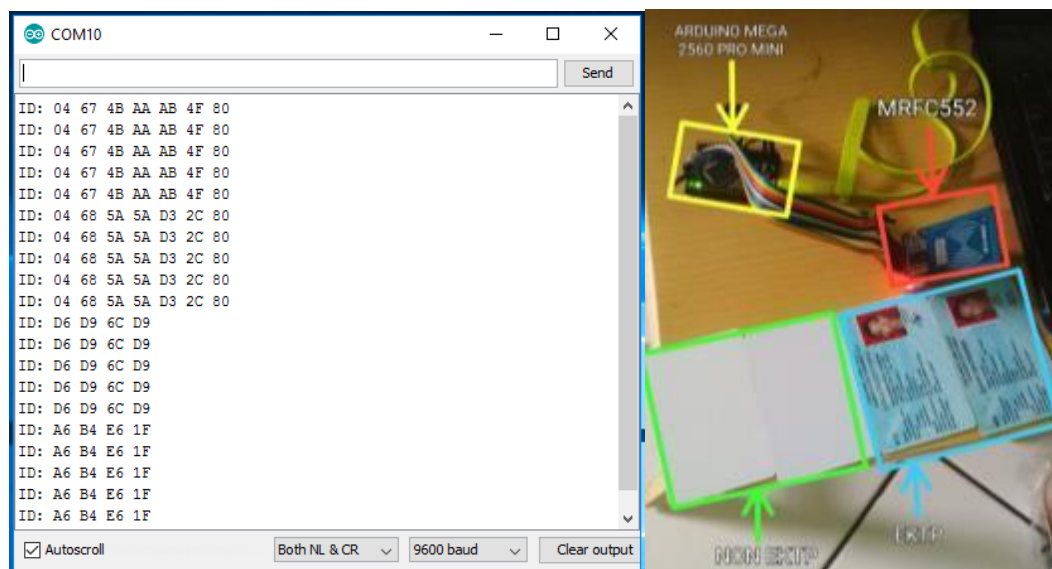 COM10
Send
ID: 04 67 4B AA AB 4F 80
ID: 04 67 4B AA AB 4F 80
ID: 04 67 4B AA AB 4F 80
ID: 04 67 4B AA AB 4F 80
ID: 04 67 4B AA AB 4F 80
ID: 04 68 5A 5A D3 2C 80
ID: 04 68 5A 5A D3 2C 80
ID: 04 68 5A 5A D3 2C 80
ID: 04 68 5A 5A D3 2C 80
ID: 04 68 5A 5A D3 2C 80
ID: D6 D9 6C D9
ID: D6 D9 6C D9
ID: D6 D9 6C D9
ID: D6 D9 6C D9
ID: D6 D9 6C D9
ID: A6 B4 E6 1F
ID: A6 B4 E6 1F
ID: A6 B4 E6 1F
ID: A6 B4 E6 1F
ID: A6 B4 E6 1F
Autoscroll
Both NL & CR
9600 baud
Clear output
ARDUINO MEGA
2560 PRO MINI
MRFC552
NON EKTP
EKTP